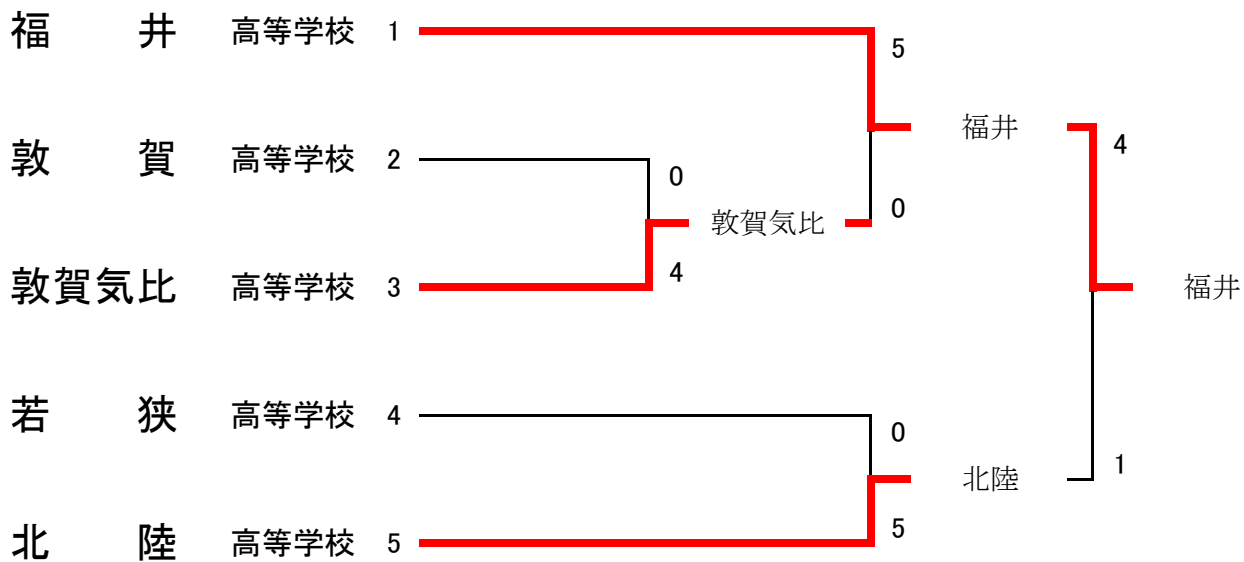 福井 高等学校 1
5
福井
4
敦賀 高等学校 2
0
敦賀気比
0
4
敦賀気比 高等学校 3
福井
若狭 高等学校 4
0
北陸
1
5
北陸 高等学校 5